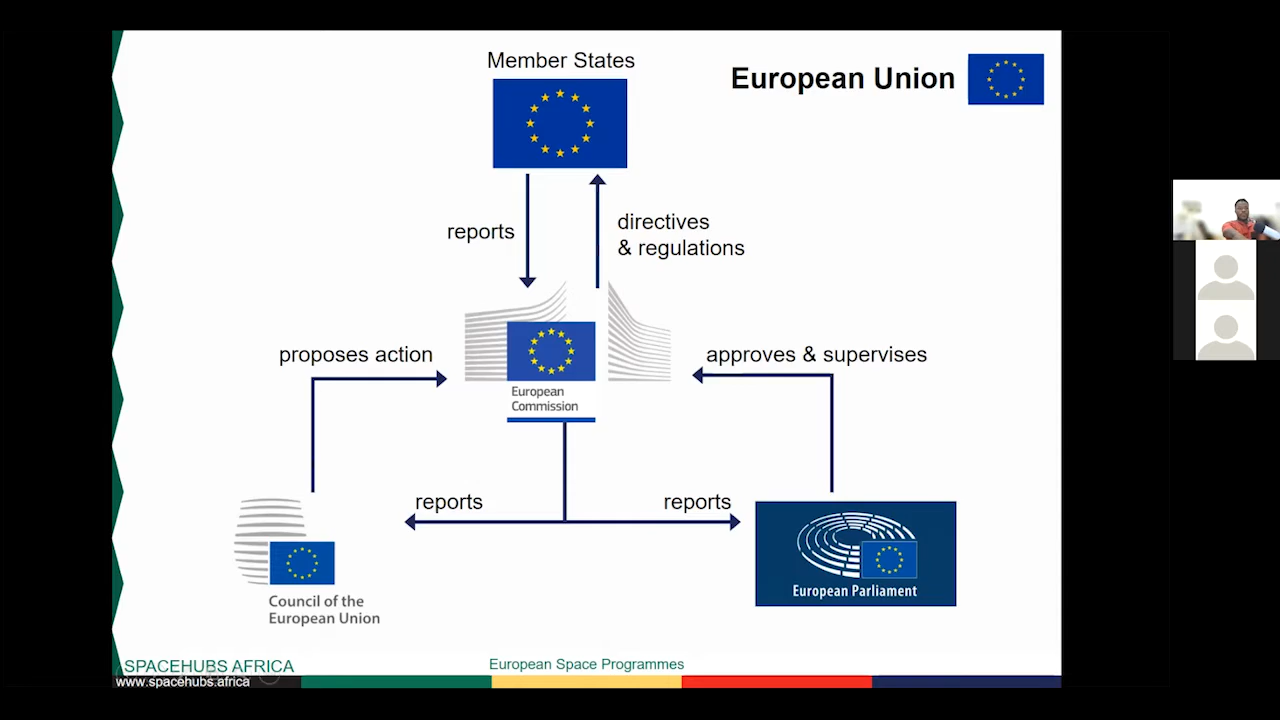 Member States
European Union
reports
directives
& regulations
proposes action
approves & supervises
European
Commission
reports
reports
Council of the
European Union
European Parliament
SPACEHUBS AFRICA
European Space Programmes
www.spacehubs.africa